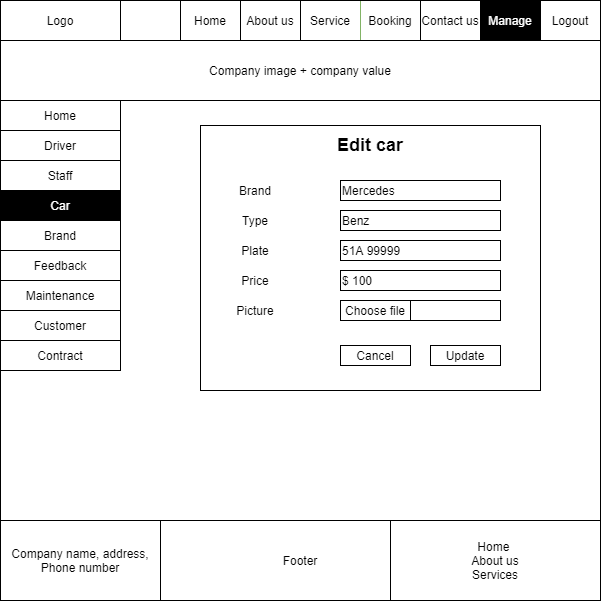 Logo
Home
About us
Service
Booking
Contact us
Manage
Logout
Company image + company value
Home
Driver
Staff
Car
Brand
Feedback
Maintenance
Customer
Contract
Edit car
Brand
Mercedes
Type
Benz
Plate
51A 99999
Price
$ 100
Picture
Choose file
Cancel
Update
Company name, address,
Phone number
Footer
Home
About us
Services